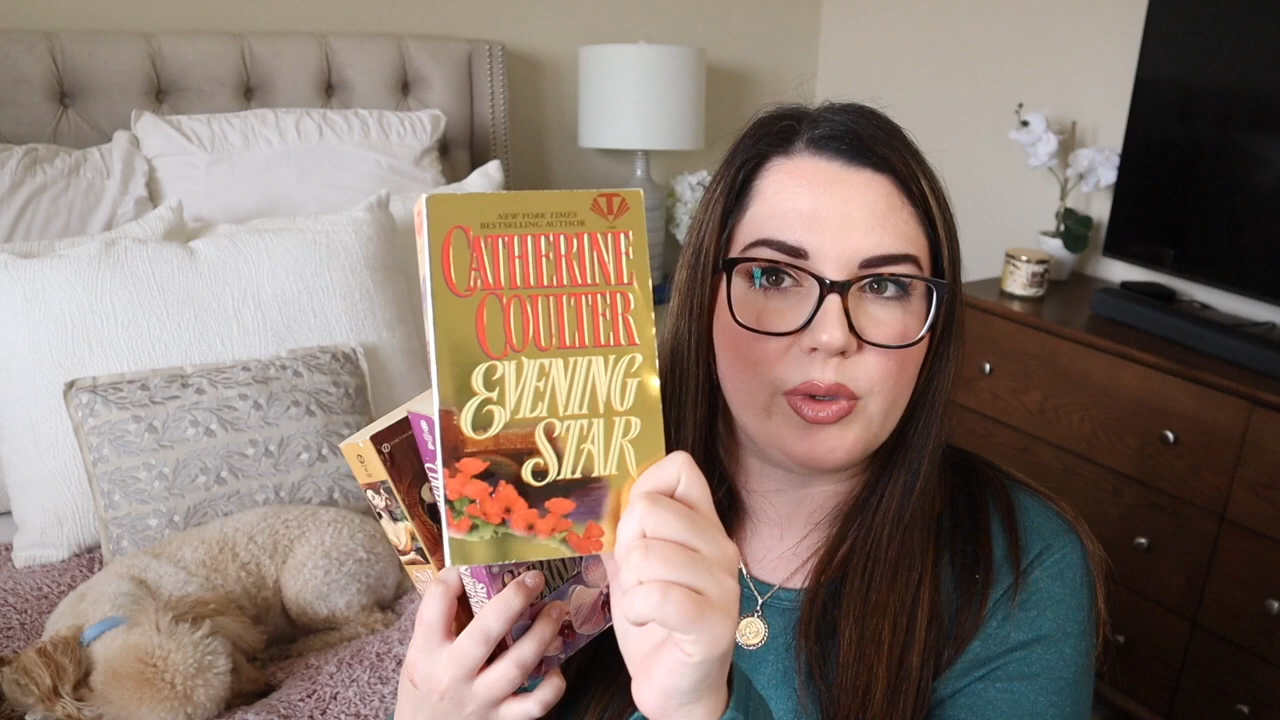 NEW YORK TIMES
BESTSELLING AUTHOR
CATHERINE
COULTER
EVENING
STAR